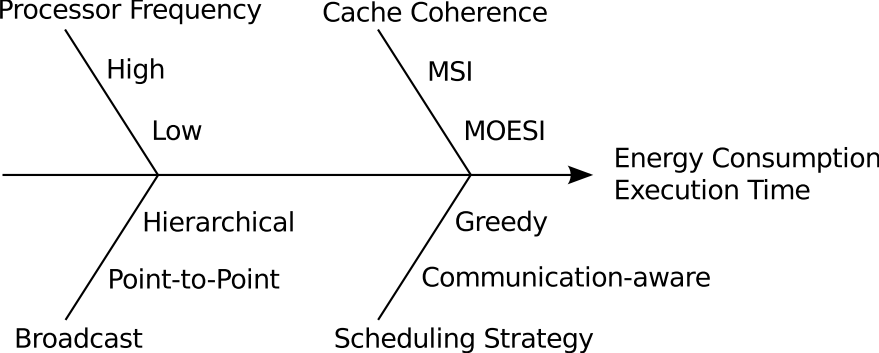 Processor Frequency
High
Low
Cache Coherence
MSI
MOESI
Energy Consumption
Execution Time
Hierarchical
Point-to-Point
Broadcast
Greedy
Communication-aware
Scheduling Strategy